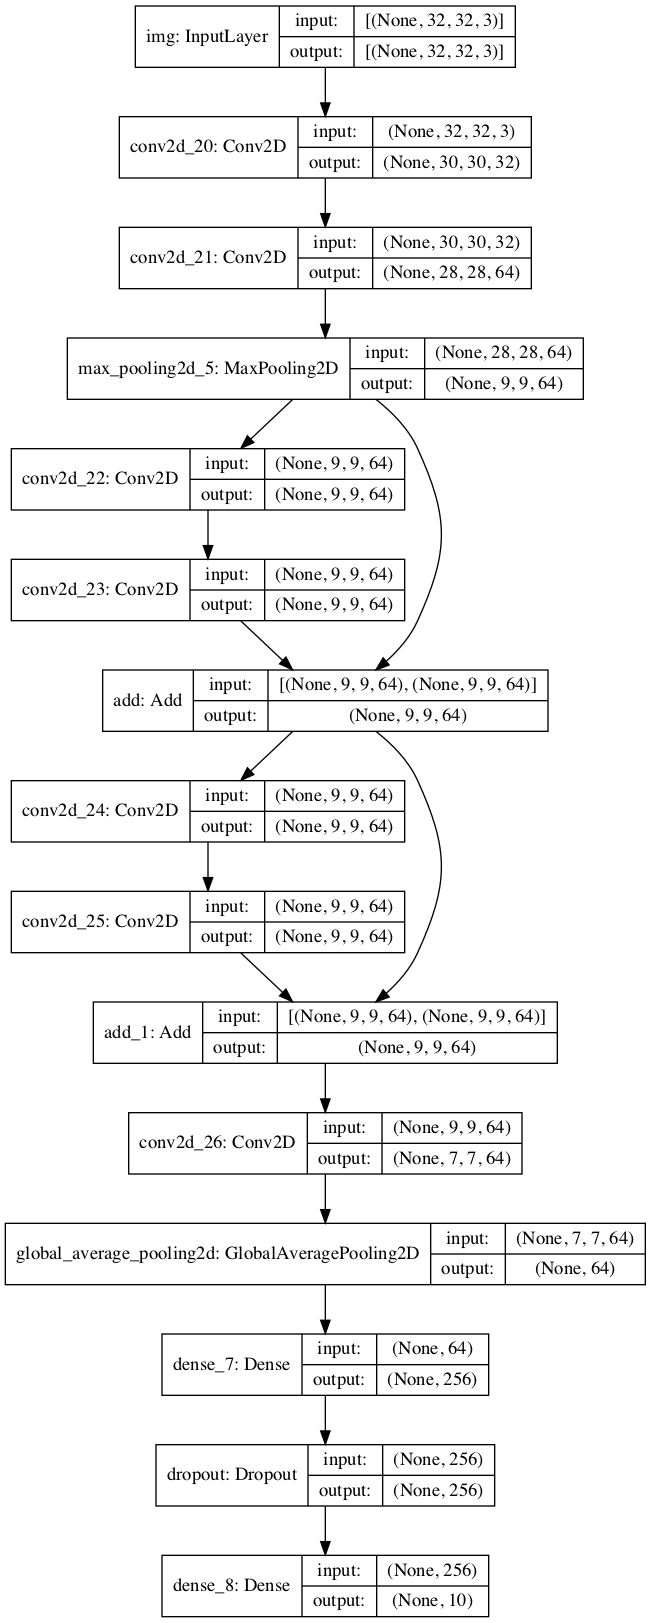 img: InputLayer input: [(None, 32, 32, 3)]
output: [(None, 32, 32, 3)]
conv2d_20: Conv2D input: (None, 32, 32, 3)
output: (None, 30, 30, 32)
conv2d_21: Conv2D input: (None, 30, 30, 32)
output: (None, 28, 28, 64)
max_pooling2d_5: MaxPooling2D input: (None, 28, 28, 64)
output: (None, 9, 9, 64)
conv2d_22: Conv2D input: (None, 9, 9, 64)
output: (None, 9, 9, 64)
conv2d_23: Conv2D input: (None, 9, 9, 64)
output: (None, 9, 9, 64)
add: Add input: [(None, 9, 9, 64), (None, 9, 9, 64)]
output: (None, 9, 9, 64)
conv2d_24: Conv2D input: (None, 9, 9, 64)
output: (None, 9, 9, 64)
conv2d_25: Conv2D input: (None, 9, 9, 64)
output: (None, 9, 9, 64)
add_1: Add input: [(None, 9, 9, 64), (None, 9, 9, 64)]
output: (None, 9, 9, 64)
conv2d_26: Conv2D input: (None, 9, 9, 64)
output: (None, 7, 7, 64)
global_average_pooling2d: GlobalAveragePooling2D input: (None, 7, 7, 64)
output: (None, 64)
dense_7: Dense input: (None, 64)
output: (None, 256)
dropout: Dropout input: (None, 256)
output: (None, 256)
dense_8: Dense input: (None, 256)
output: (None, 10)